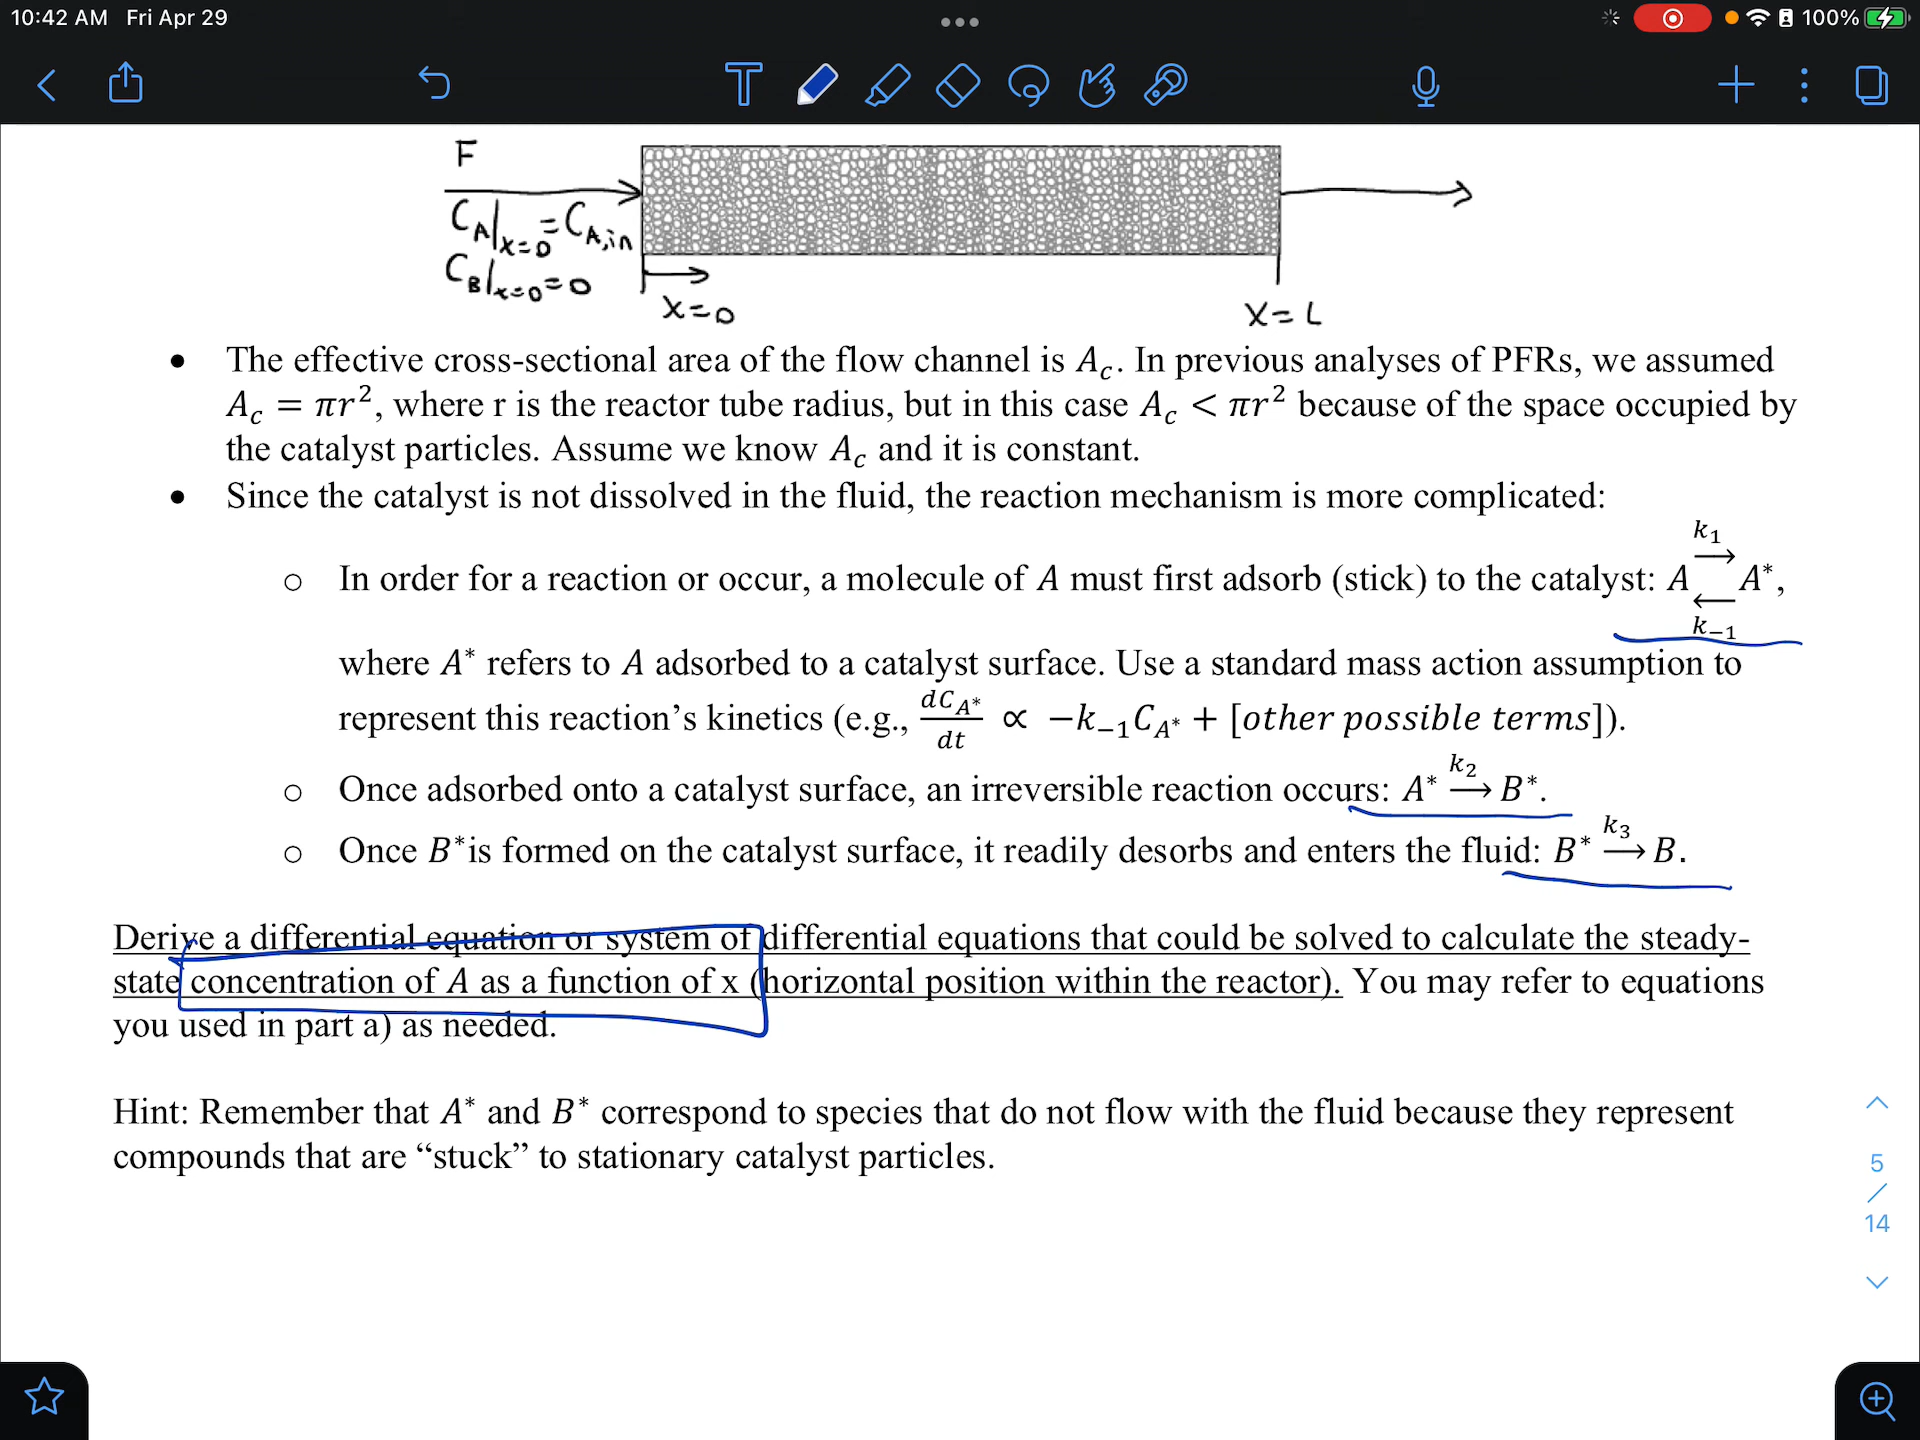 10:42 AM Fri Apr 29
100%
F
C_A|x=0 = C_A,in
C_B|x=0 = 0
x=0
x=L
• The effective cross-sectional area of the flow channel is A_c. In previous analyses of PFRs, we assumed
A_c = πr², where r is the reactor tube radius, but in this case A_c < πr² because of the space occupied by
the catalyst particles. Assume we know A_c and it is constant.
• Since the catalyst is not dissolved in the fluid, the reaction mechanism is more complicated:
k₁
○ In order for a reaction or occur, a molecule of A must first adsorb (stick) to the catalyst: A ⟶⟵ A*,
k₋₁
where A* refers to A adsorbed to a catalyst surface. Use a standard mass action assumption to
represent this reaction's kinetics (e.g., dC_A*/dt ∝ −k₋₁C_A* + [other possible terms]).
k₂
○ Once adsorbed onto a catalyst surface, an irreversible reaction occurs: A* ⟶ B*.
k₃
○ Once B*is formed on the catalyst surface, it readily desorbs and enters the fluid: B* ⟶ B.
Derive a differential equation or system of differential equations that could be solved to calculate the steady-
state concentration of A as a function of x (horizontal position within the reactor). You may refer to equations
you used in part a) as needed.
Hint: Remember that A* and B* correspond to species that do not flow with the fluid because they represent
compounds that are “stuck” to stationary catalyst particles.
5
/
14